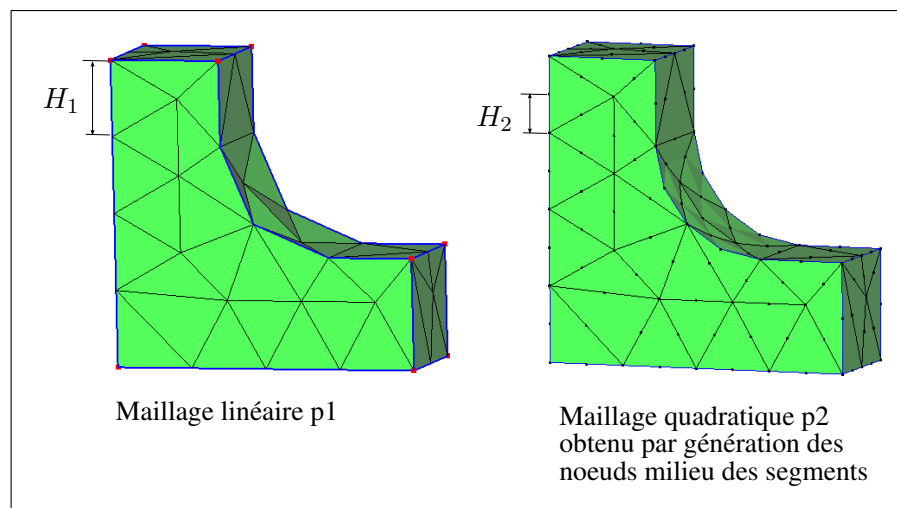 H₁
H₂
Maillage linéaire p1
Maillage quadratique p2
obtenu par génération des
noeuds milieu des segments